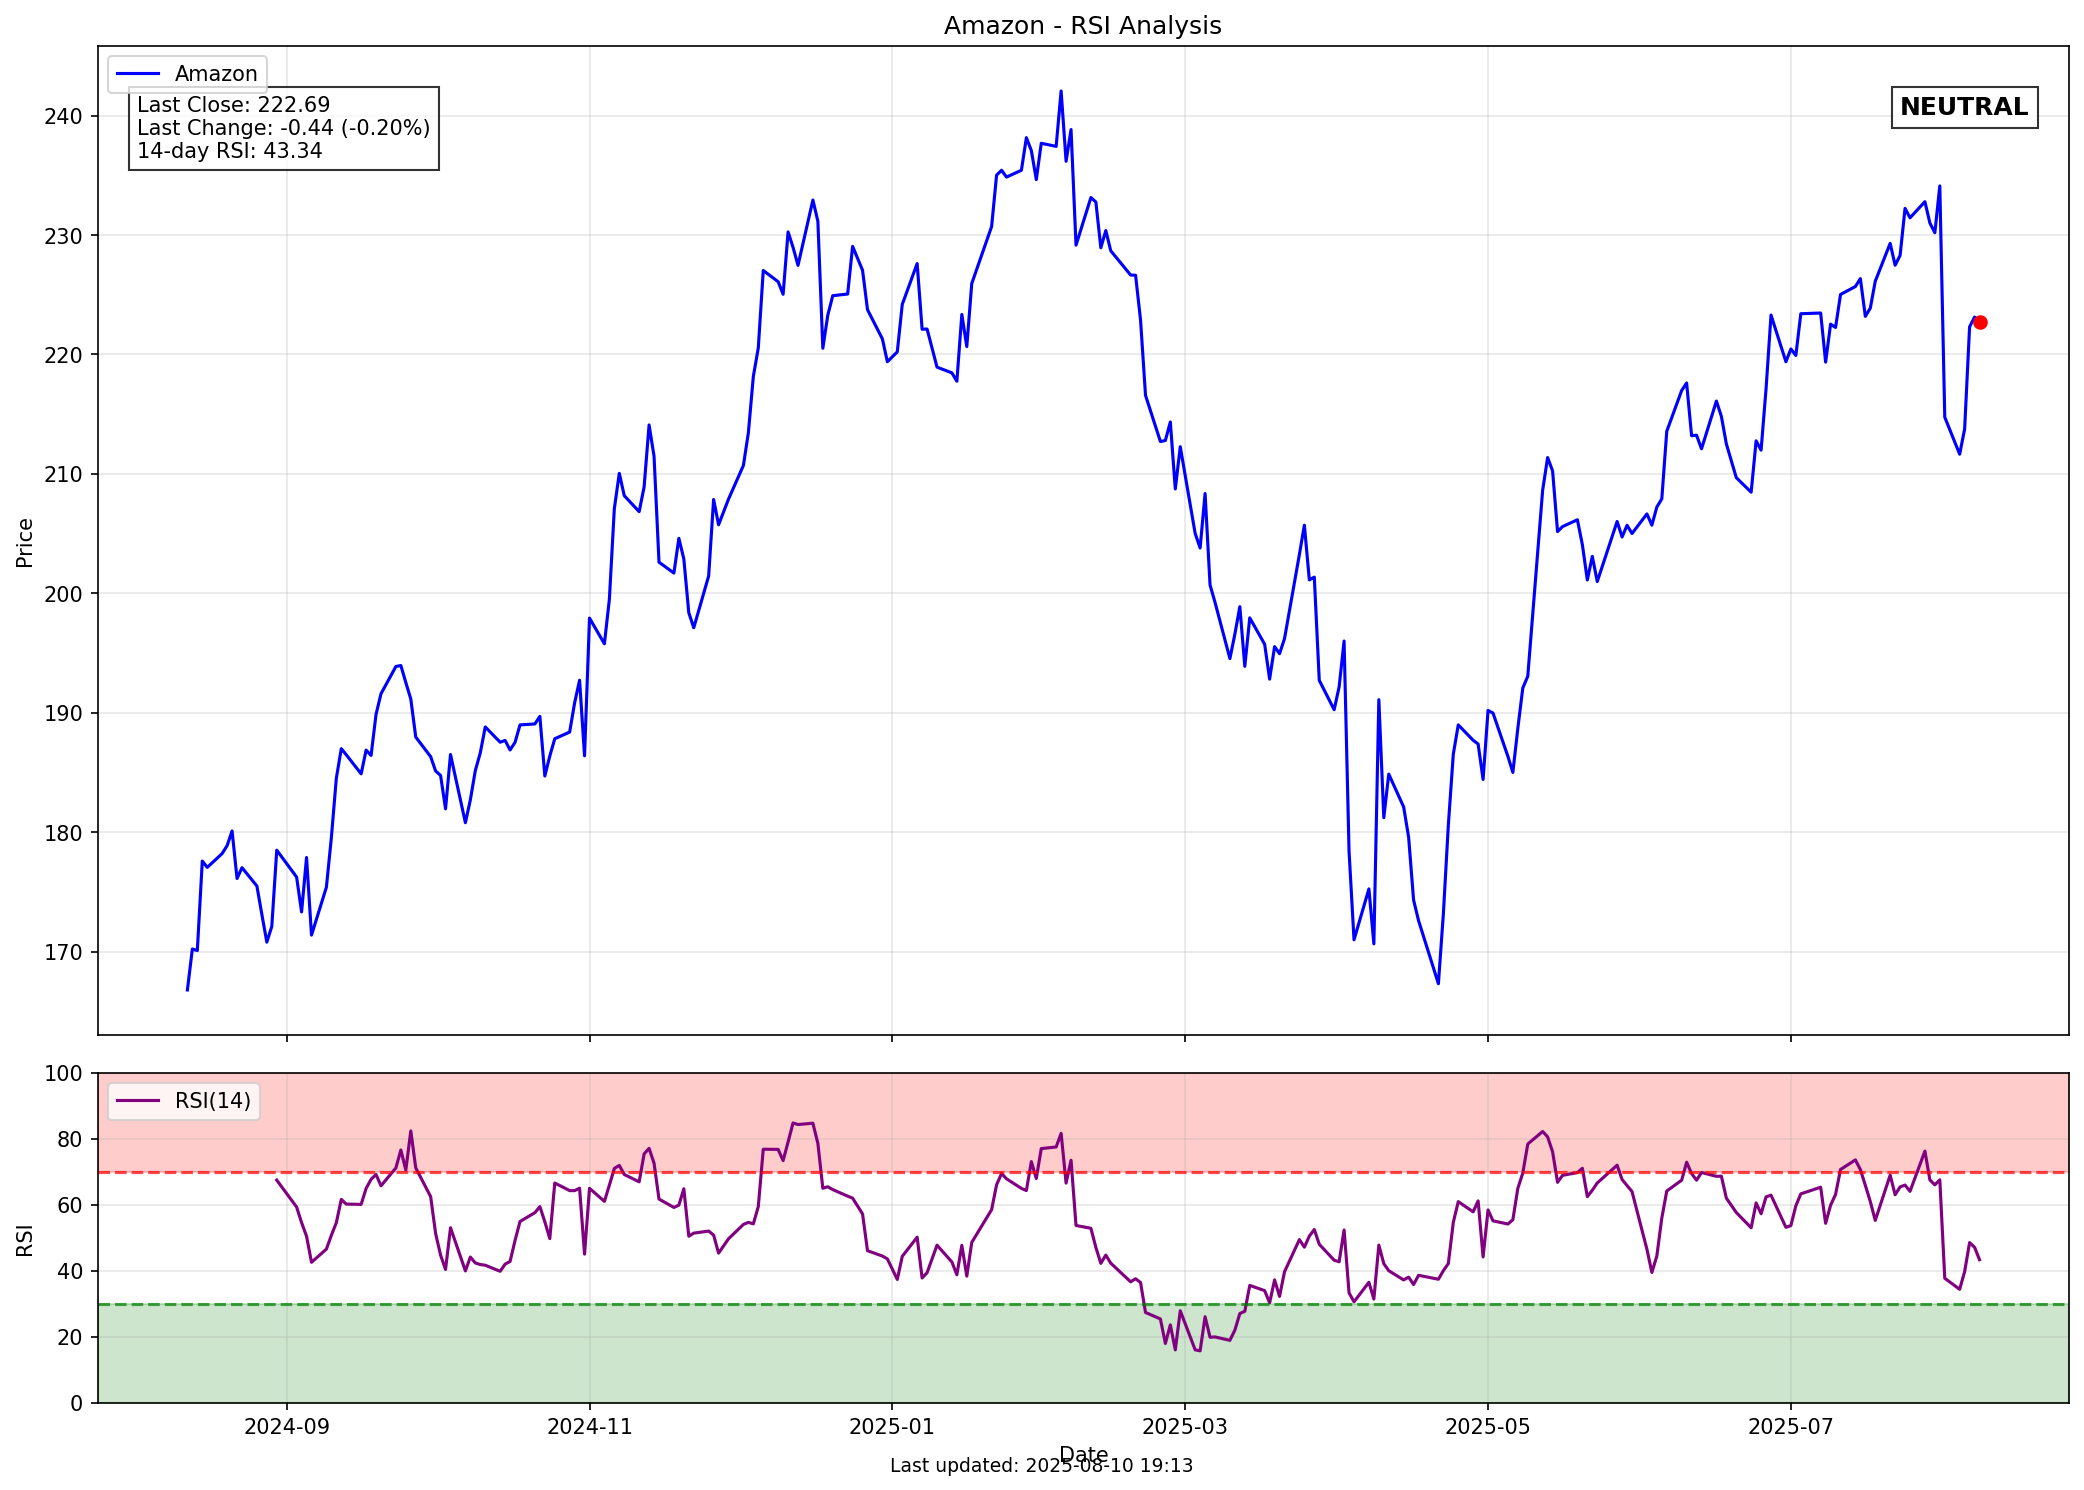 Amazon - RSI Analysis
Amazon
Last Close: 222.69
Last Change: -0.44 (-0.20%)
14-day RSI: 43.34
NEUTRAL
240
230
220
210
200
190
180
170
Price
100
80
60
40
20
0
RSI
RSI(14)
2024-09
2024-11
2025-01
2025-03
2025-05
2025-07
Date
Last updated: 2025-08-10 19:13